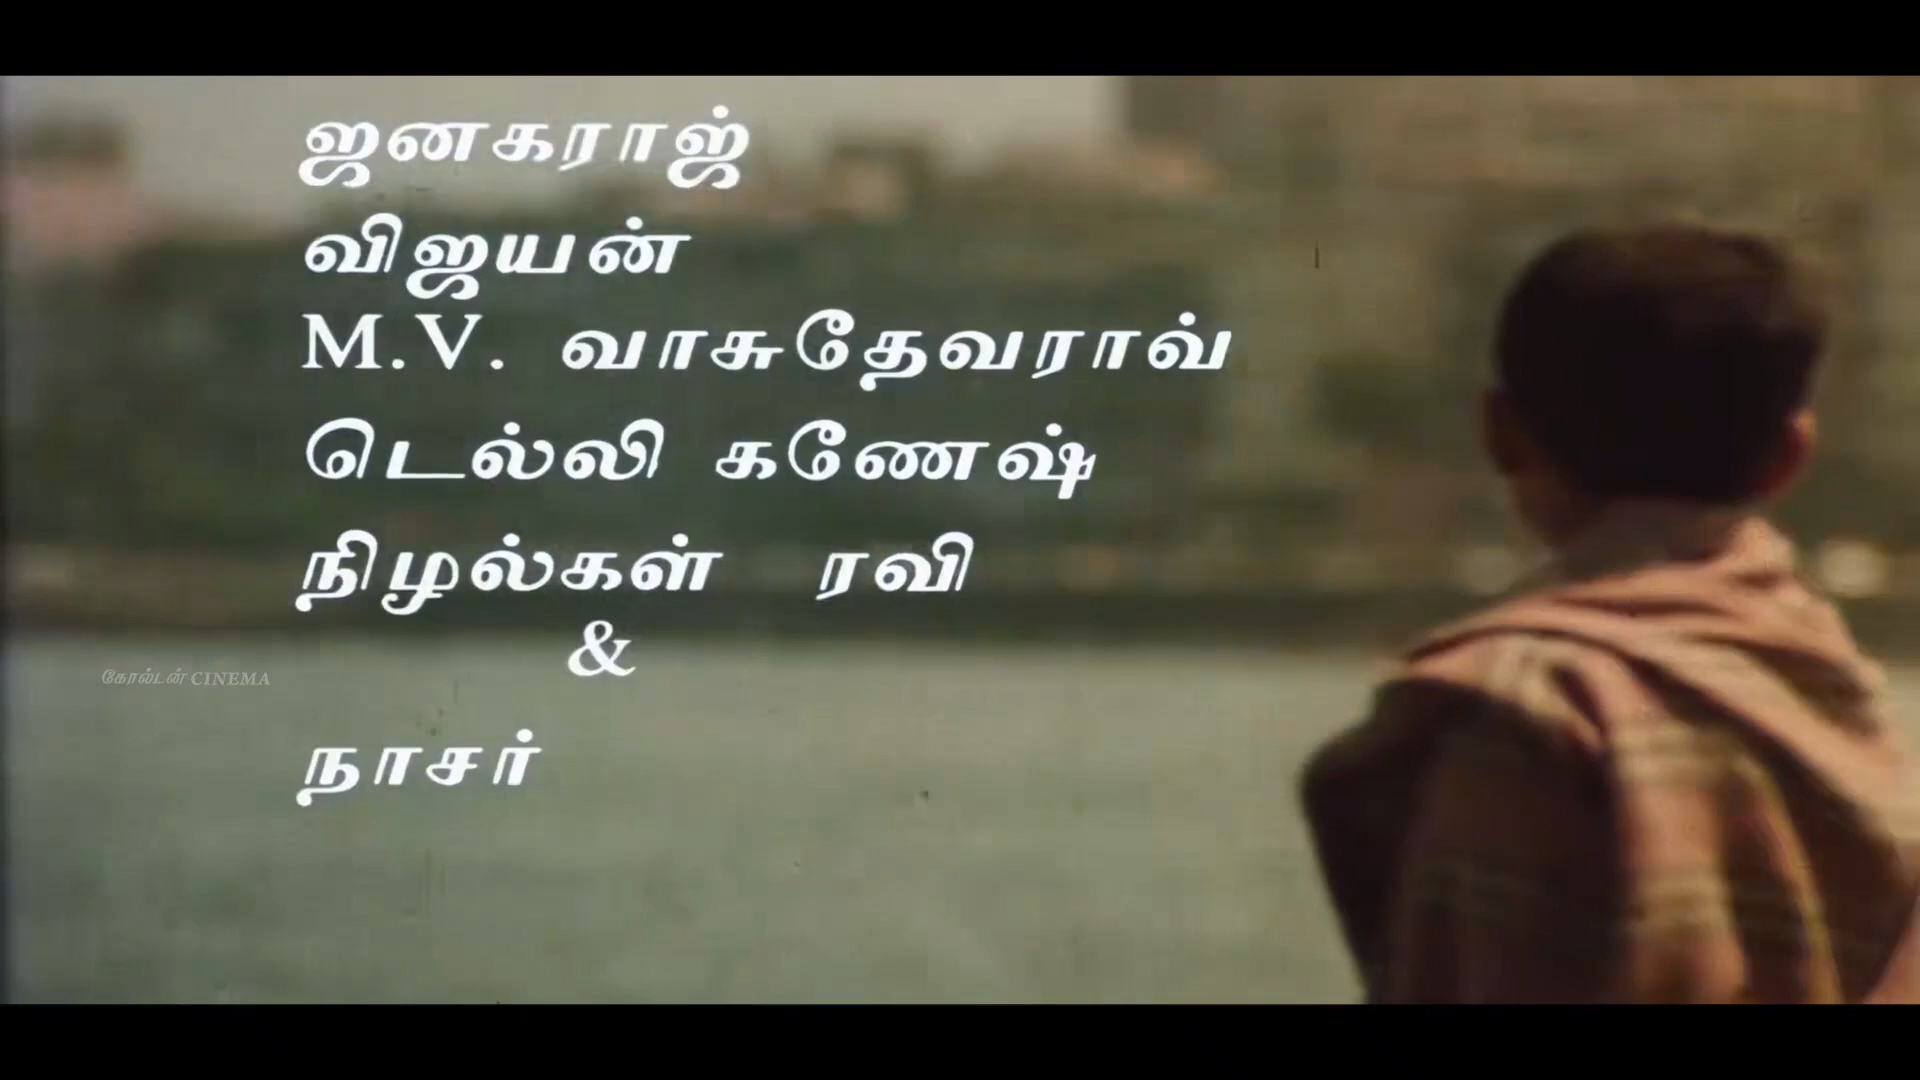 ஜனகராஜ்
விஜயன்
M.V. வாசுதேவராவ்
டெல்லி கணேஷ்
நிழல்கள் ரவி
&
கோல்டன் CINEMA
நாசர்